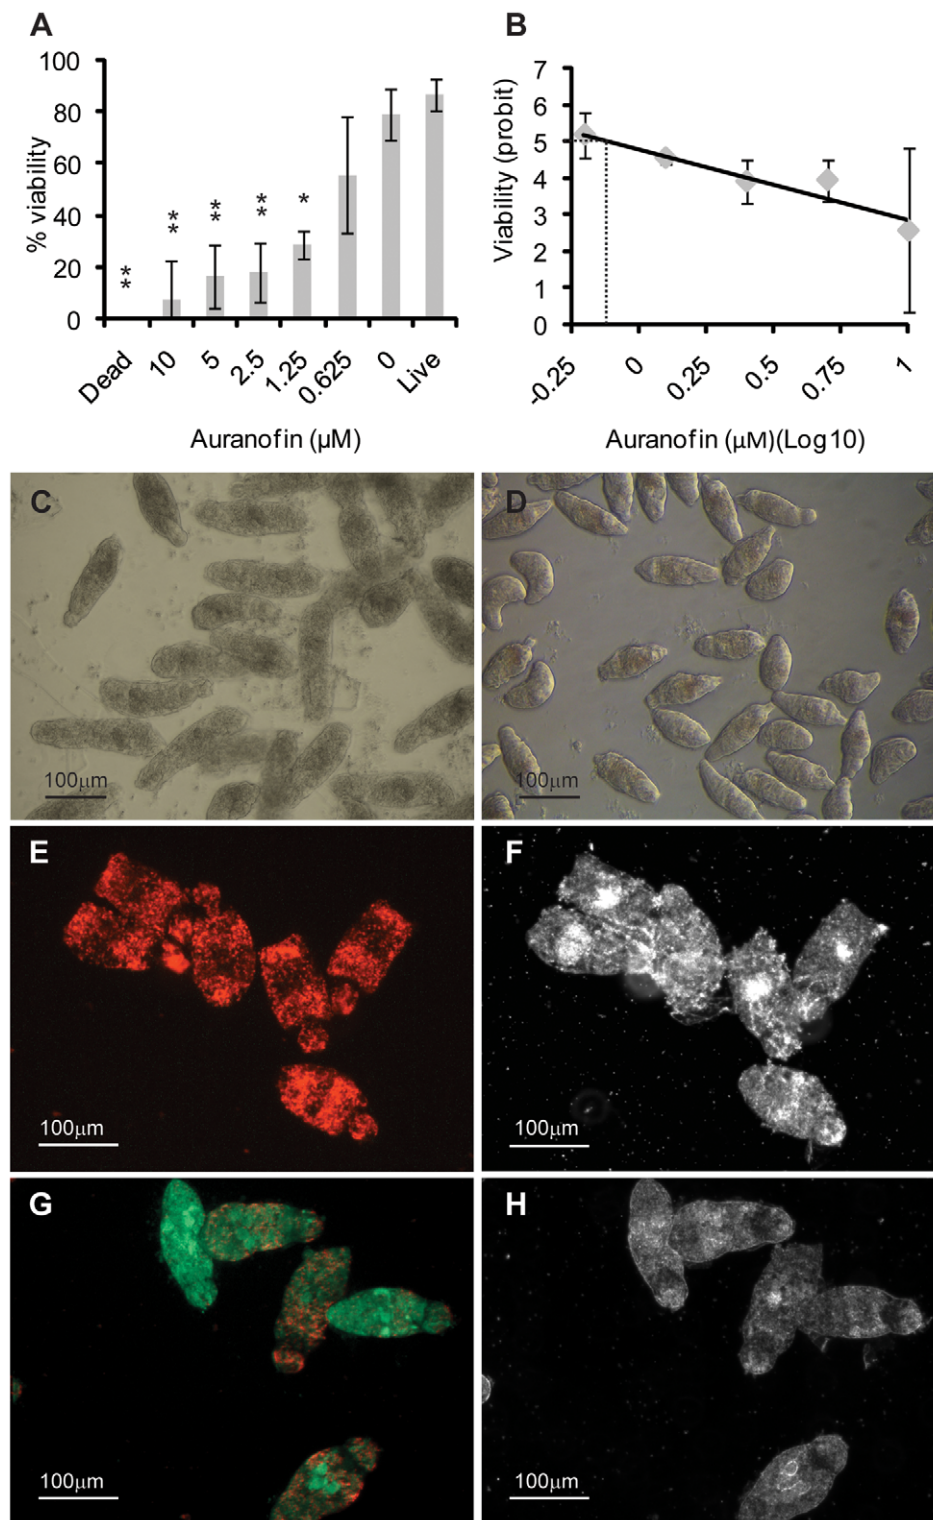 A
B
% viability
100
80
60
40
20
0
**
**
**
**
*
Dead
10
5
2.5
1.25
0.625
0
Live
Auranofin (µM)
Viability (probit)
7
6
5
4
3
2
1
0
-0.25
0
0.25
0.5
0.75
1
Auranofin (µM)(Log10)
C
D
100µm
100µm
E
F
100µm
100µm
G
H
100µm
100µm